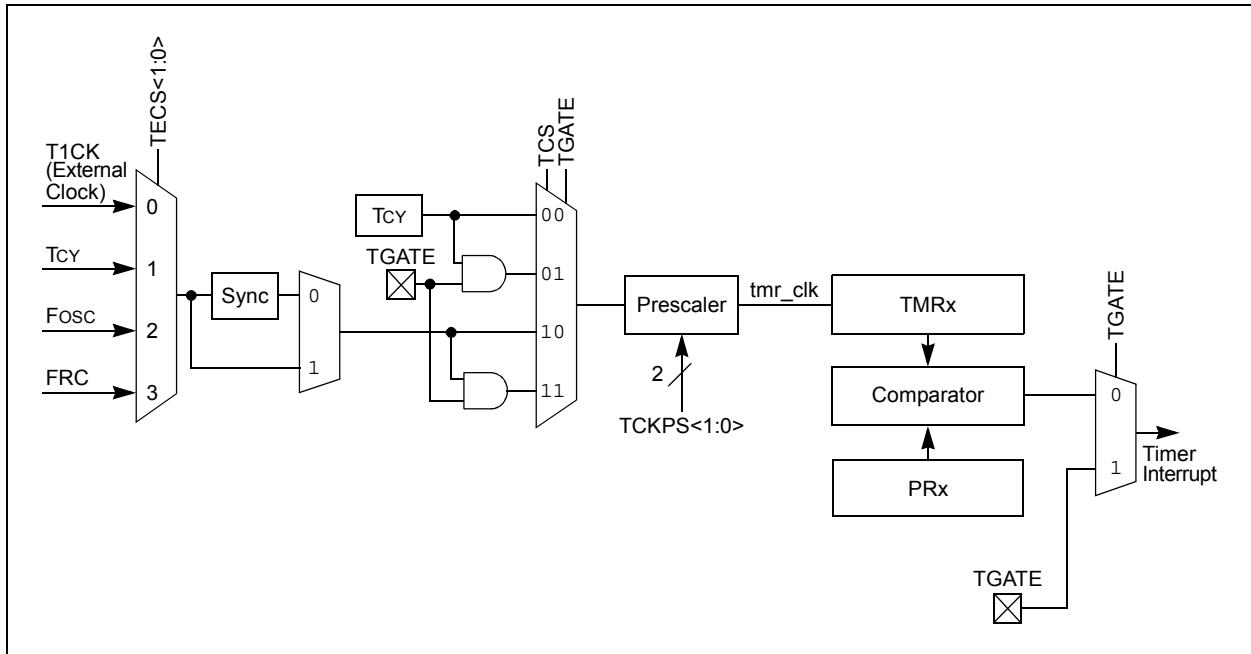 TECS<1:0>
T1CK
(External
Clock)
0
TCY
1
FOSC
2
FRC
3
Sync
0
1
TCS
TGATE
TCY
TGATE
00
01
10
11
Prescaler
2
TCKPS<1:0>
tmr_clk
TMRx
Comparator
PRx
TGATE
0
1
Timer
Interrupt
TGATE